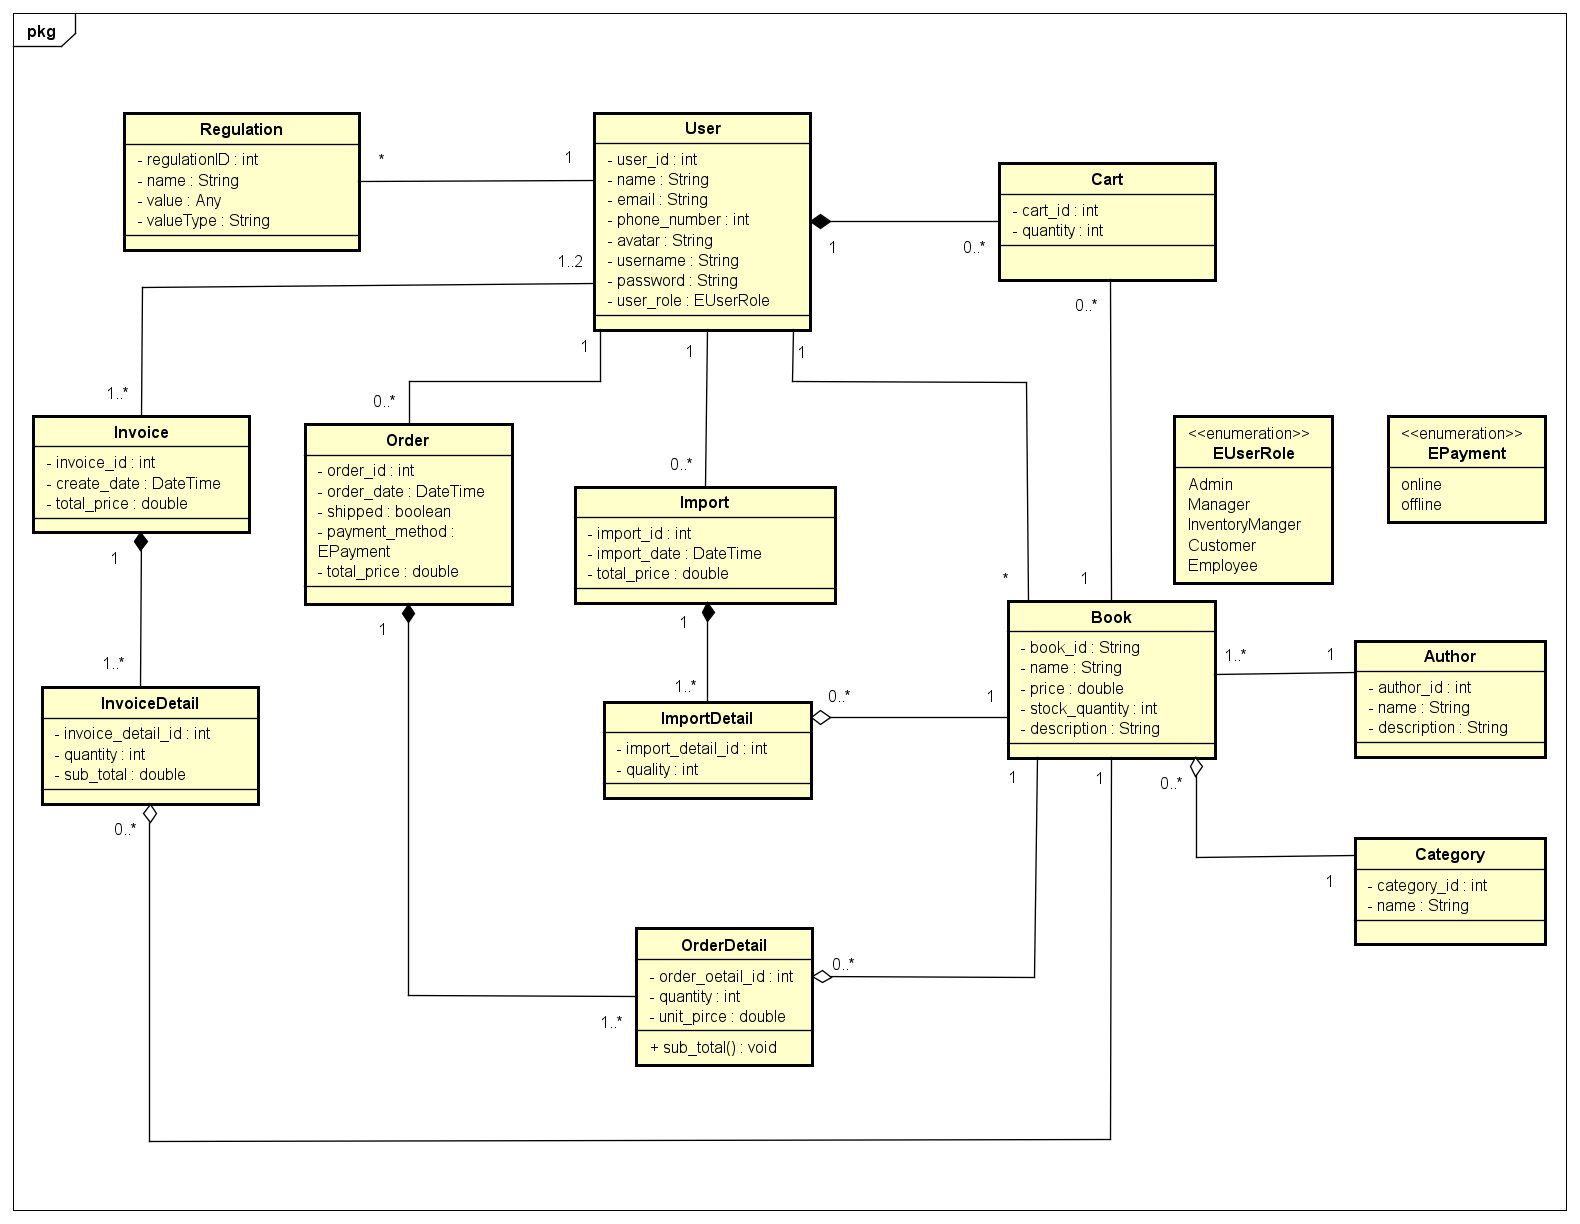 pkg
Regulation
- regulationID : int
- name : String
- value : Any
- valueType : String
*
1
User
- user_id : int
- name : String
- email : String
- phone_number : int
- avatar : String
- username : String
- password : String
- user_role : EUserRole
1
0..*
Cart
- cart_id : int
- quantity : int
1..2
1..*
1
0..*
1
0..*
1
*
0..*
1
Invoice
- invoice_id : int
- create_date : DateTime
- total_price : double
1
1..*
Order
- order_id : int
- order_date : DateTime
- shipped : boolean
- payment_method :
EPayment
- total_price : double
1
1..*
Import
- import_id : int
- import_date : DateTime
- total_price : double
1
1..*
<<enumeration>>
EUserRole
Admin
Manager
InventoryManger
Customer
Employee
<<enumeration>>
EPayment
online
offline
Book
- book_id : String
- name : String
- price : double
- stock_quantity : int
- description : String
1..*
1
Author
- author_id : int
- name : String
- description : String
InvoiceDetail
- invoice_detail_id : int
- quantity : int
- sub_total : double
0..*
ImportDetail
- import_detail_id : int
- quality : int
0..*
1
1
1
0..*
1
Category
- category_id : int
- name : String
OrderDetail
- order_oetail_id : int
- quantity : int
- unit_pirce : double
+ sub_total() : void
0..*